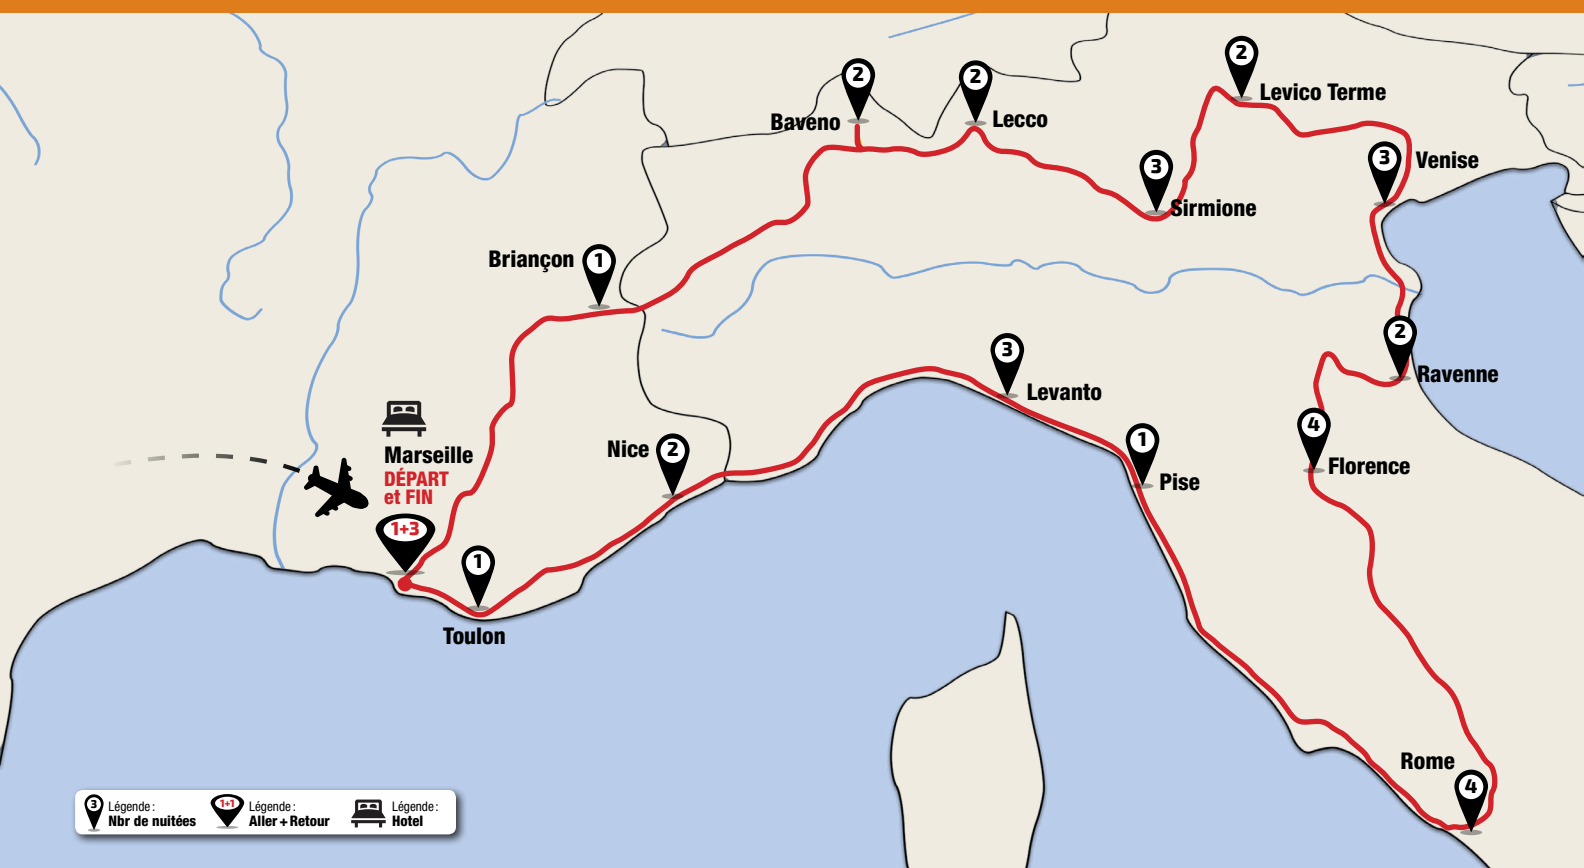 2
Levico Terme
2
Baveno
2
Lecco
3
Venise
3
Sirmione
Briançon
1
2
Ravenne
3
Levanto
4
Florence
Marseille
DÉPART
et FIN
1+3
Nice
2
1
Pise
1
Toulon
Rome
4
3
Légende :
Nbr de nuitées
1+1
Légende :
Aller + Retour
Légende :
Hotel